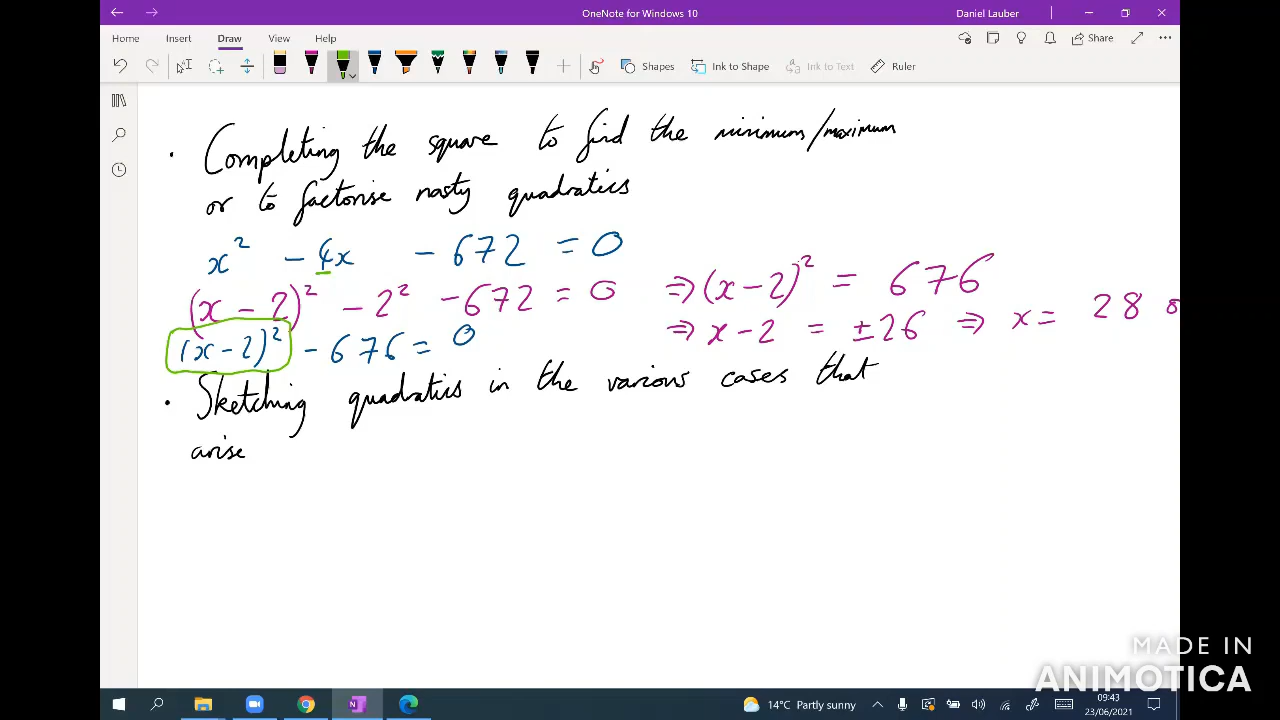 OneNote for Windows 10
Daniel Lauber
Home Insert Draw View Help
Share
Shapes Ink to Shape Ink to Text Ruler
· Completing the square to find the minimum/maximum
or to factorise nasty quadratics
x² - 4x - 672 = 0
(x - 2)² - 2² - 672 = 0 ⇒ (x - 2)² = 676
(x - 2)² - 676 = 0 ⇒ x - 2 = ±26 ⇒ x = 28
· Sketching quadratics in the various cases that
arise
MADE IN
ANIMOTICA
14°C Partly sunny
09:43
23/06/2021